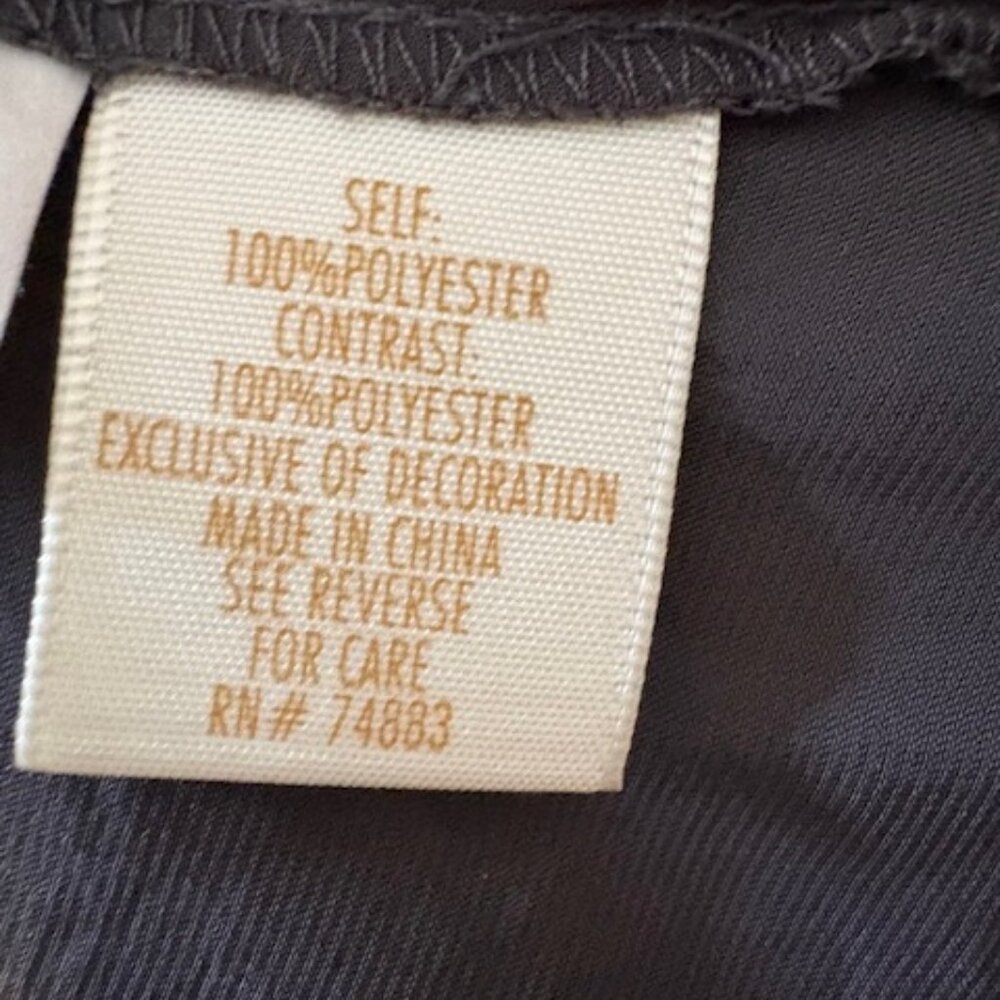 SELF:
100%POLYESTER
CONTRAST:
100%POLYESTER
EXCLUSIVE OF DECORATION
MADE IN CHINA
SEE REVERSE
FOR CARE
RN# 74883